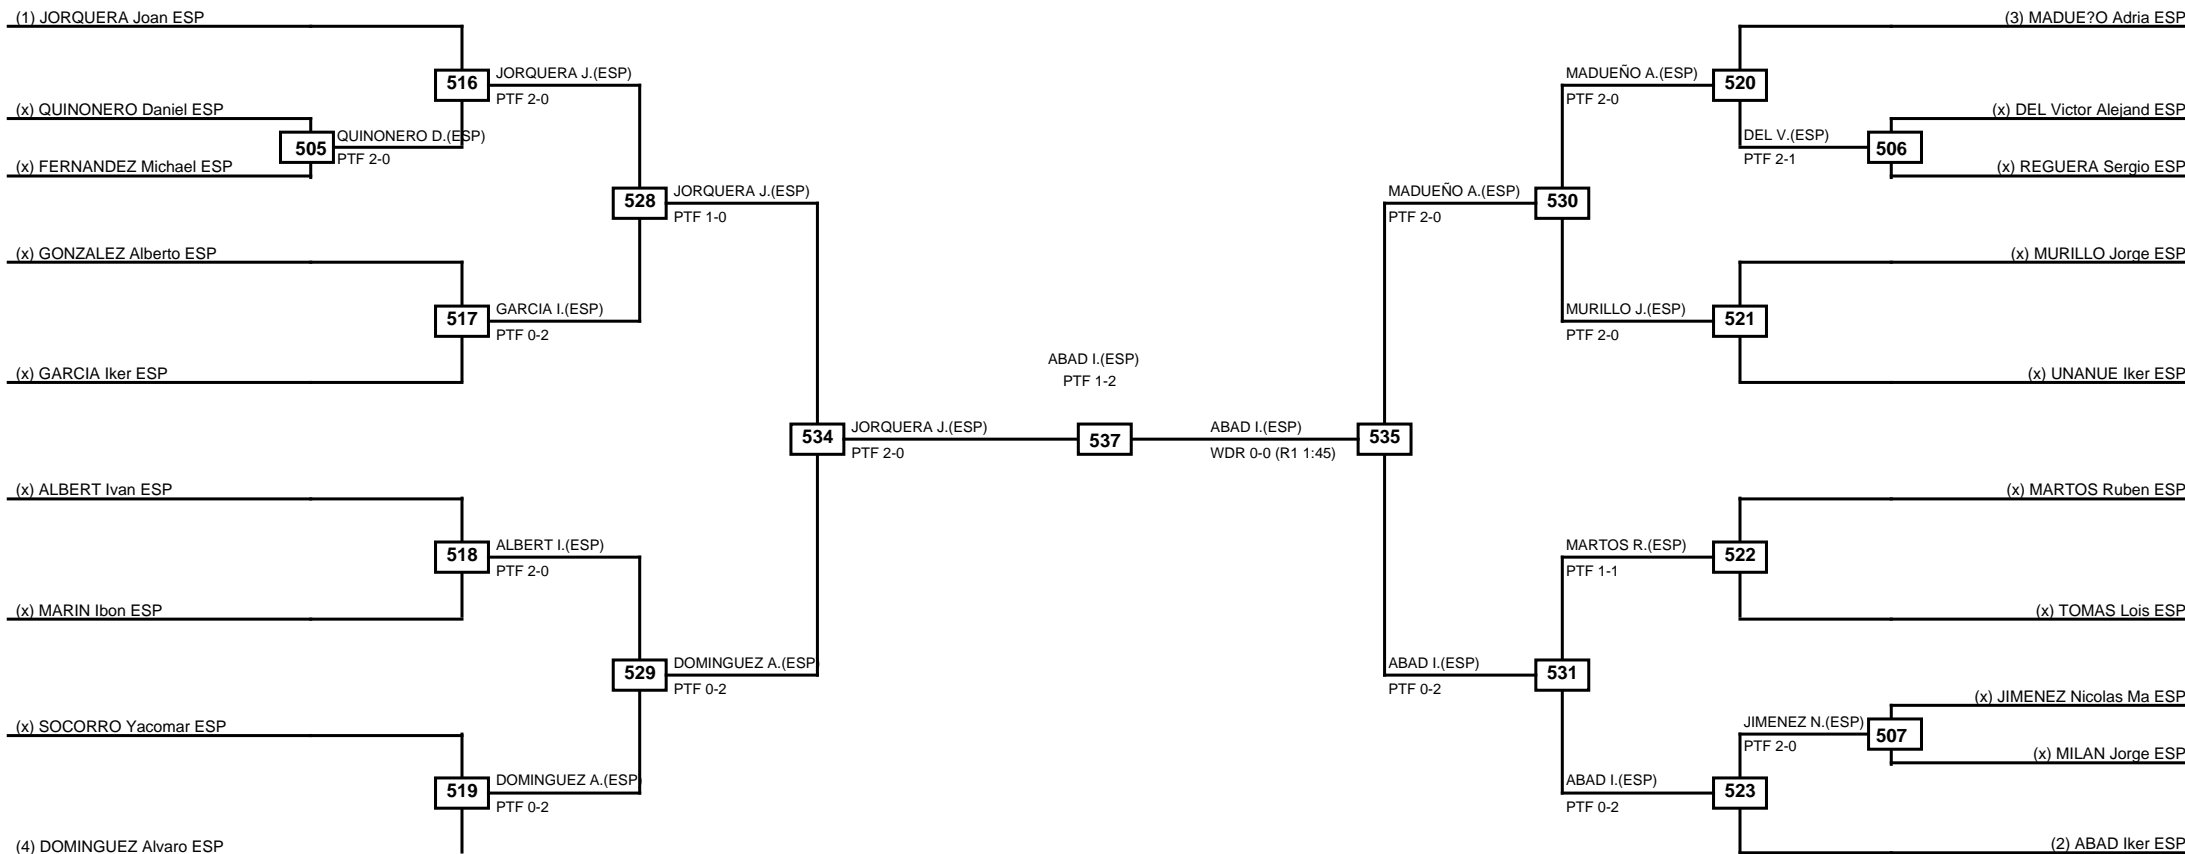 (1) JORQUERA Joan ESP
(x) QUINONERO Daniel ESP
(x) FERNANDEZ Michael ESP
(x) GONZALEZ Alberto ESP
(x) GARCIA Iker ESP
(x) ALBERT Ivan ESP
(x) MARIN Ibon ESP
(x) SOCORRO Yacomar ESP
(4) DOMINGUEZ Alvaro ESP
505
QUINONERO D.(ESP)
PTF 2-0
516
JORQUERA J.(ESP)
PTF 2-0
517
GARCIA I.(ESP)
PTF 0-2
518
ALBERT I.(ESP)
PTF 2-0
519
DOMINGUEZ A.(ESP)
PTF 0-2
528
JORQUERA J.(ESP)
PTF 1-0
529
DOMINGUEZ A.(ESP)
PTF 0-2
534
JORQUERA J.(ESP)
PTF 2-0
ABAD I.(ESP)
PTF 1-2
537
ABAD I.(ESP)
WDR 0-0 (R1 1:45)
535
MADUEÑO A.(ESP)
PTF 2-0
530
ABAD I.(ESP)
PTF 0-2
531
MADUEÑO A.(ESP)
PTF 2-0
520
MURILLO J.(ESP)
PTF 2-0
521
MARTOS R.(ESP)
PTF 1-1
522
ABAD I.(ESP)
PTF 0-2
523
DEL V.(ESP)
PTF 2-1
506
JIMENEZ N.(ESP)
PTF 2-0
507
(3) MADUE?O Adria ESP
(x) DEL Victor Alejand ESP
(x) REGUERA Sergio ESP
(x) MURILLO Jorge ESP
(x) UNANUE Iker ESP
(x) MARTOS Ruben ESP
(x) TOMAS Lois ESP
(x) JIMENEZ Nicolas Ma ESP
(x) MILAN Jorge ESP
(2) ABAD Iker ESP